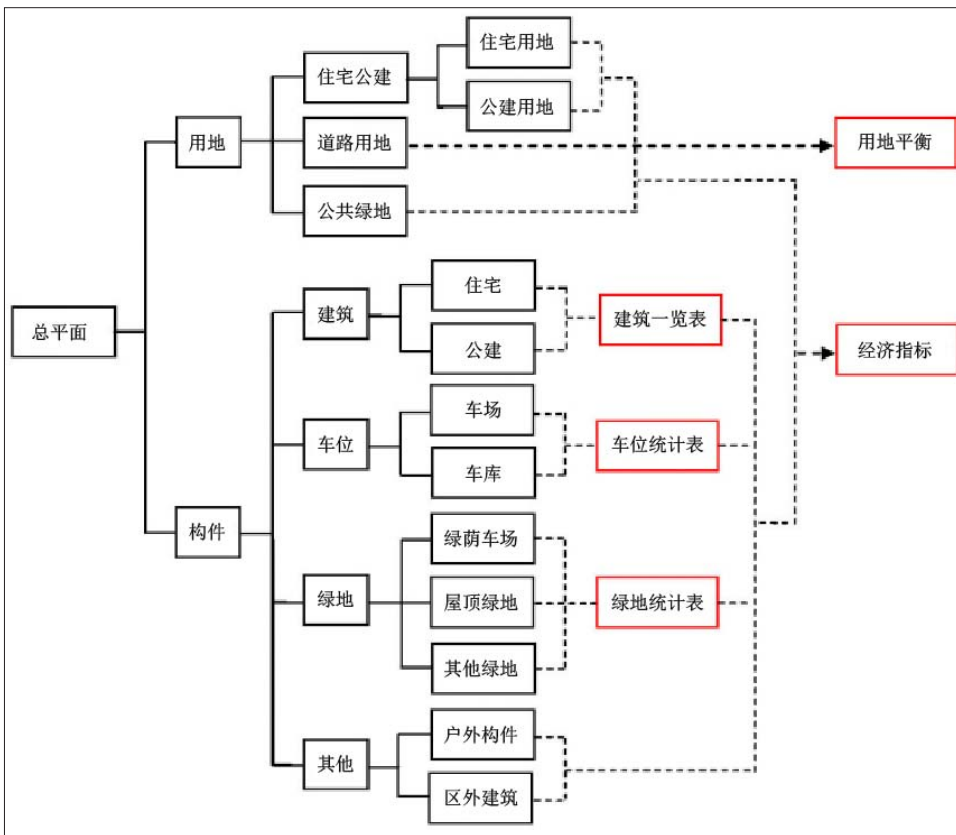 住宅用地
住宅公建
公建用地
用地
道路用地
用地平衡
公共绿地
住宅
建筑
建筑一览表
总平面
公建
经济指标
车场
车位
车位统计表
车库
构件
绿荫车场
绿地
屋顶绿地
绿地统计表
其他绿地
户外构件
其他
区外建筑